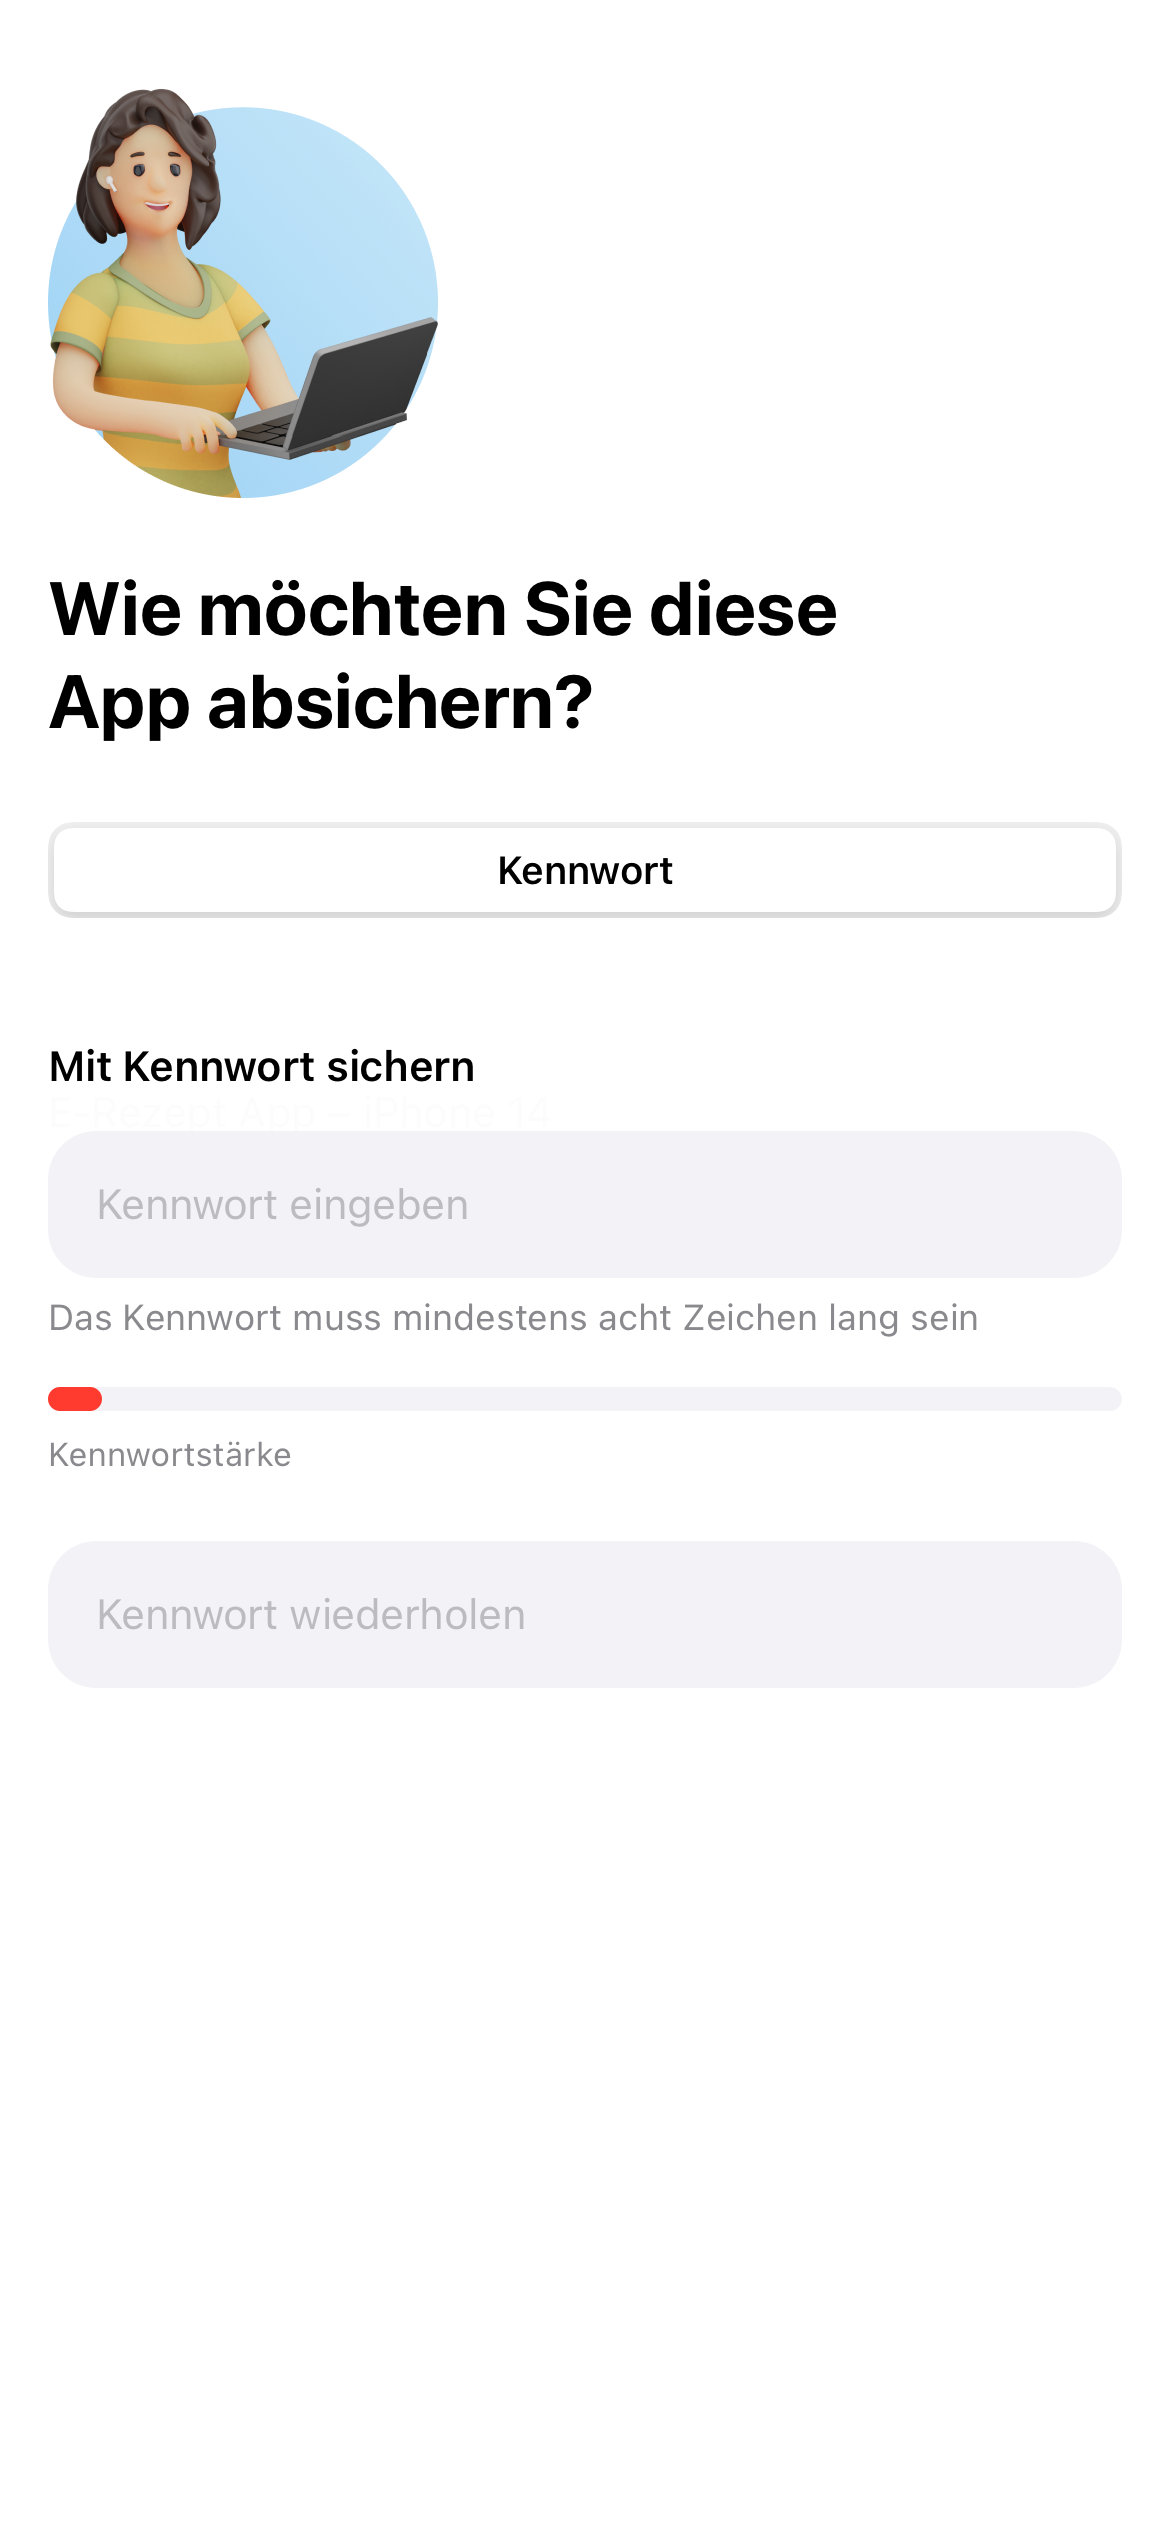 Wie möchten Sie diese
App absichern?
Kennwort
Mit Kennwort sichern
E-Rezept App – iPhone 14
Kennwort eingeben
Das Kennwort muss mindestens acht Zeichen lang sein
Kennwortstärke
Kennwort wiederholen